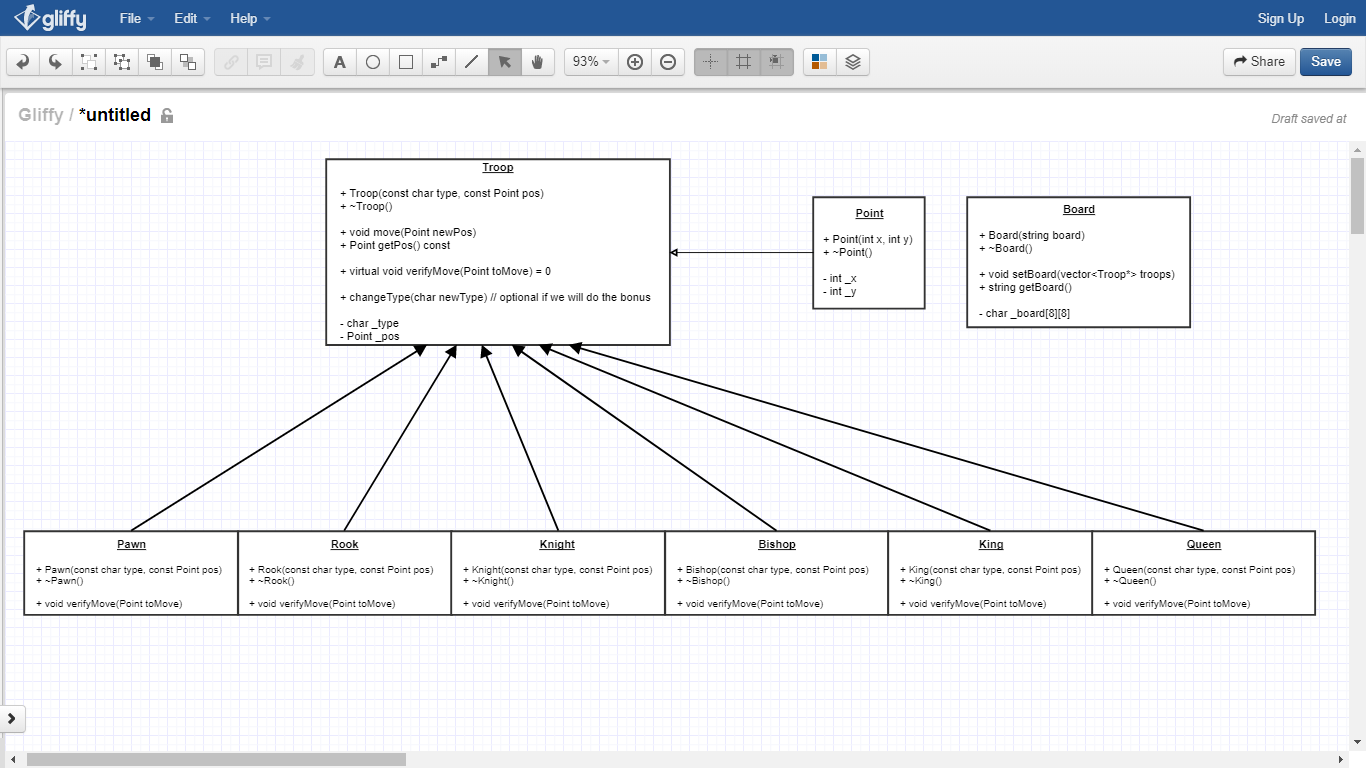 gliffy File Edit Help Sign Up Login
A 93% Share Save
Gliffy / *untitled
Draft saved at
Troop
+ Troop(const char type, const Point pos)
+ ~Troop()
+ void move(Point newPos)
+ Point getPos() const
+ virtual void verifyMove(Point toMove) = 0
+ changeType(char newType) // optional if we will do the bonus
- char _type
- Point _pos
Point
+ Point(int x, int y)
+ ~Point()
- int _x
- int _y
Board
+ Board(string board)
+ ~Board()
+ void setBoard(vector<Troop*> troops)
+ string getBoard()
- char _board[8][8]
Pawn
+ Pawn(const char type, const Point pos)
+ ~Pawn()
+ void verifyMove(Point toMove)
Rook
+ Rook(const char type, const Point pos)
+ ~Rook()
+ void verifyMove(Point toMove)
Knight
+ Knight(const char type, const Point pos)
+ ~Knight()
+ void verifyMove(Point toMove)
Bishop
+ Bishop(const char type, const Point pos)
+ ~Bishop()
+ void verifyMove(Point toMove)
King
+ King(const char type, const Point pos)
+ ~King()
+ void verifyMove(Point toMove)
Queen
+ Queen(const char type, const Point pos)
+ ~Queen()
+ void verifyMove(Point toMove)